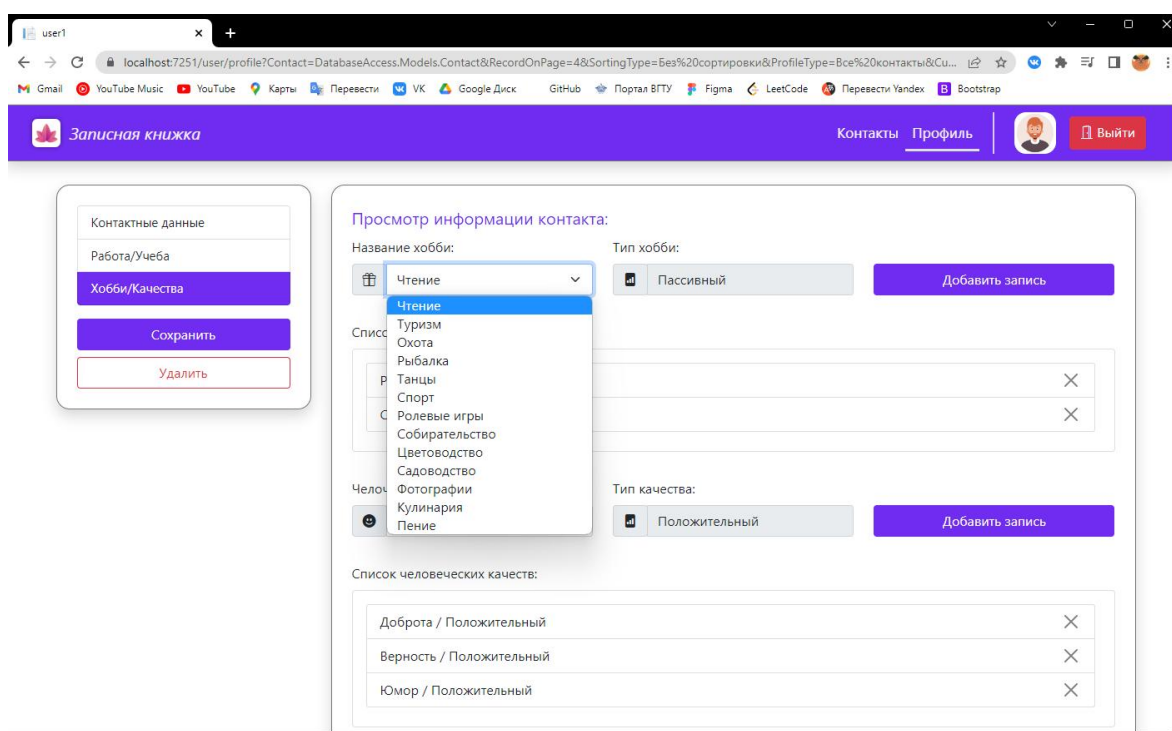 user1
localhost:7251/user/profile?Contact=DatabaseAccess.Models.Contact&RecordOnPage=4&SortingType=Без%20сортировки&ProfileType=Все%20контакты&Cu...
Gmail YouTube Music YouTube Карты Перевести VK Google Диск GitHub Портал ВГТУ Figma LeetCode Перевести Yandex Bootstrap
Записная книжка Контакты Профиль Выйти
Контактные данные
Работа/Учеба
Хобби/Качества
Сохранить
Удалить
Просмотр информации контакта:
Название хобби: Тип хобби:
Чтение Пассивный Добавить запись
Чтение
Туризм
Охота
Рыбалка
Танцы
Спорт
Ролевые игры
Собирательство
Цветоводство
Садоводство
Фотографии
Кулинария
Пение
Тип качества:
Положительный Добавить запись
Список человеческих качеств:
Доброта / Положительный
Верность / Положительный
Юмор / Положительный